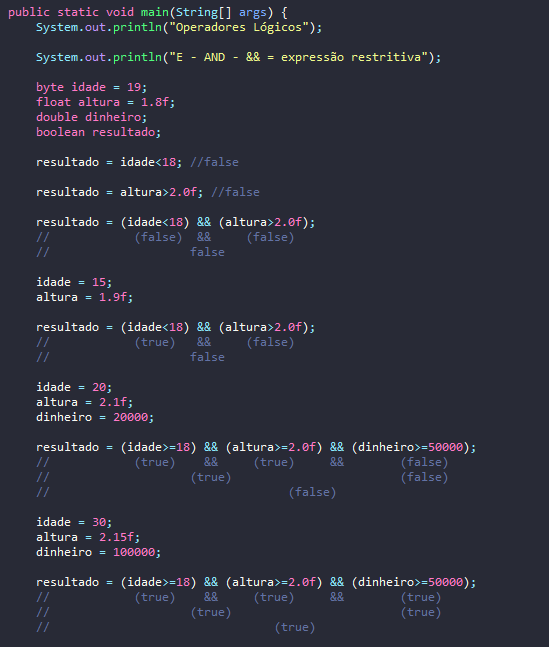 public static void main(String[] args) {
System.out.println("Operadores Lógicos");
System.out.println("E - AND - && = expressão restritiva");
byte idade = 19;
float altura = 1.8f;
double dinheiro;
boolean resultado;
resultado = idade<18; //false
resultado = altura>2.0f; //false
resultado = (idade<18) && (altura>2.0f);
// (false) && (false)
// false
idade = 15;
altura = 1.9f;
resultado = (idade<18) && (altura>2.0f);
// (true) && (false)
// false
idade = 20;
altura = 2.1f;
dinheiro = 20000;
resultado = (idade>=18) && (altura>=2.0f) && (dinheiro>=50000);
// (true) && (true) && (false)
// (true) (false)
// (false)
idade = 30;
altura = 2.15f;
dinheiro = 100000;
resultado = (idade>=18) && (altura>=2.0f) && (dinheiro>=50000);
// (true) && (true) && (true)
// (true) (true)
// (true)